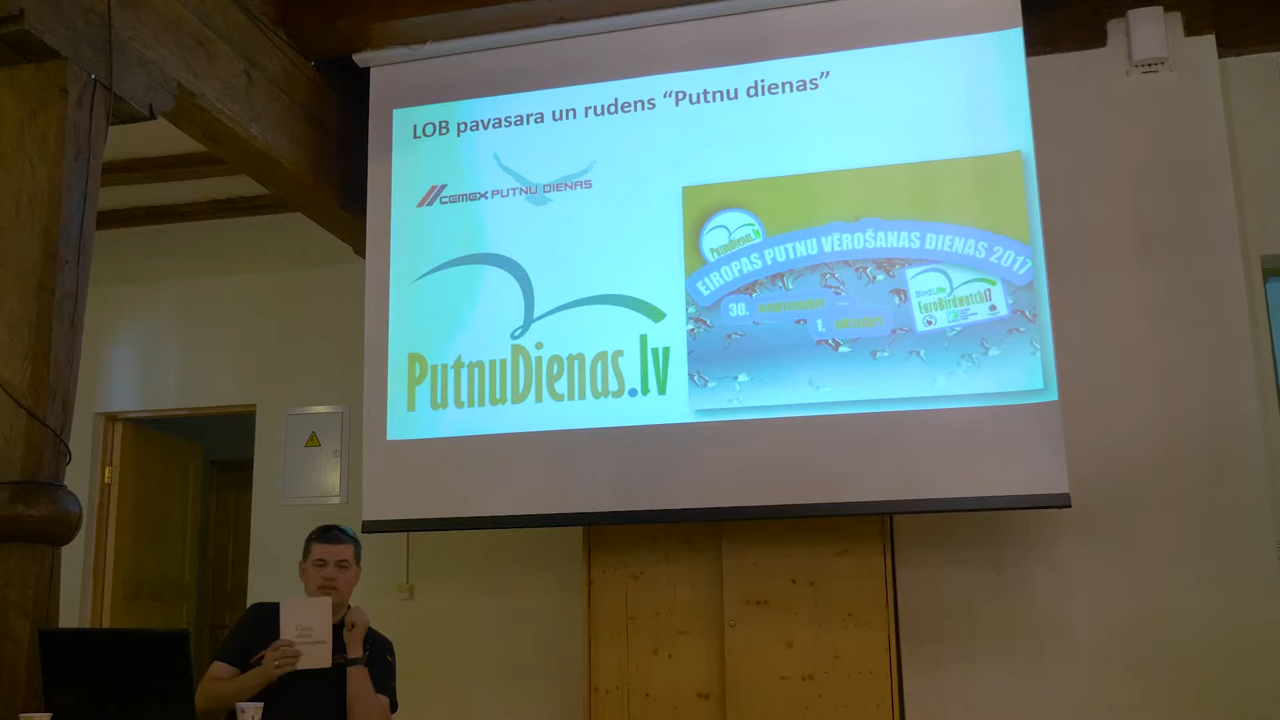 LOB pavasara un rudens “Putnu dienas”
CEMEX PUTNU DIENAS
PutnuDienas.lv
PutnuDienas.lv
EIROPAS PUTNU VĒROŠANAS DIENAS 2017
30.
1.
BirdLife
EuroBirdwatch17